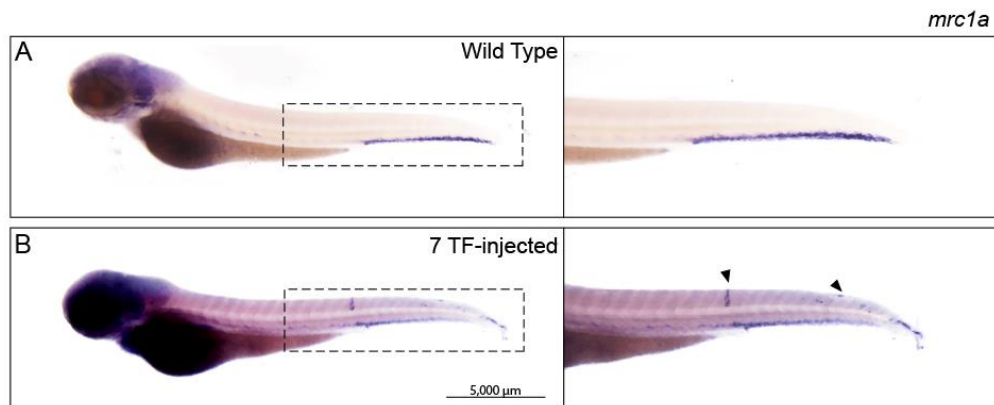 mrc1a
A
Wild Type
B
7 TF-injected
5,000 µm